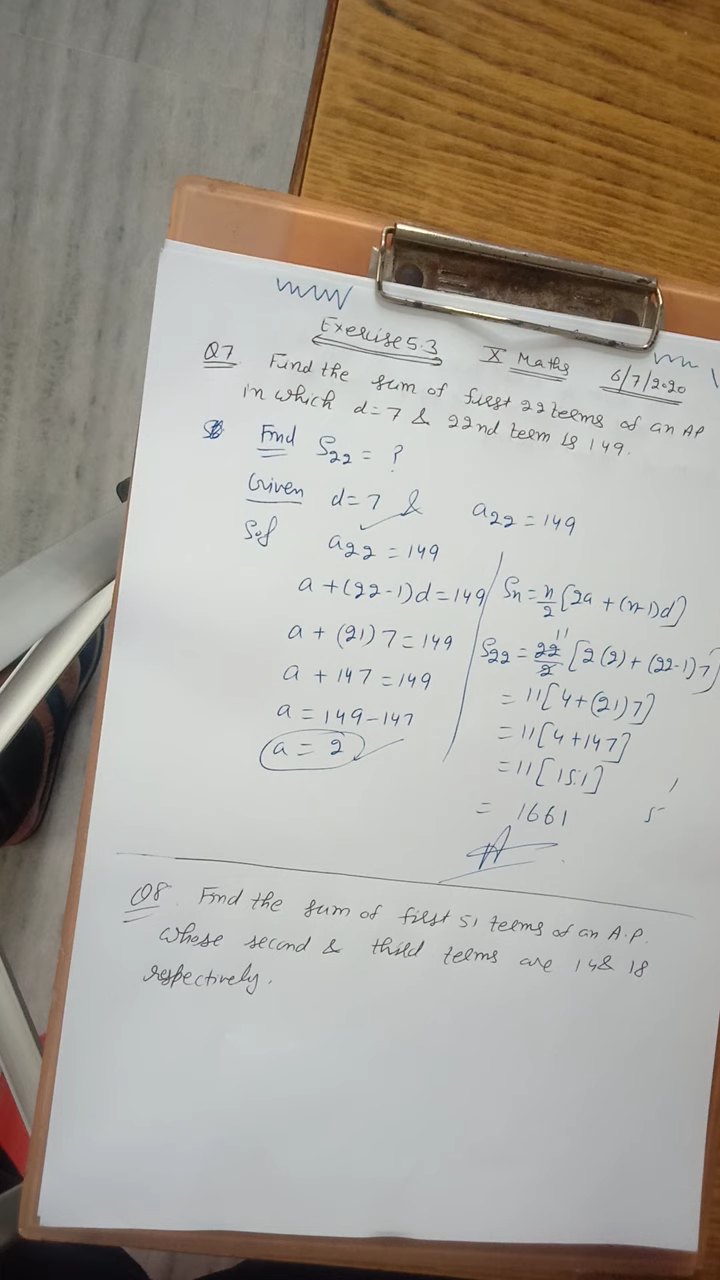 Exercise 5.3 X Maths 6/7/2020
Q7 Find the sum of first 22 terms of an AP
in which d=7 & 22nd term is 149.
Find S₂₂ = ?
Given d=7 & a₂₂ = 149
Sol
a₂₂ = 149
a + (22-1)d = 149
a + (21) 7 = 149
a + 147 = 149
a = 149 - 147
a = 2
Sn = n/2 [2a + (n-1)d]
S₂₂ = 22/2 11 [2(2) + (22-1)7]
= 11[4+(21)7]
= 11[4+147]
= 11[151]
= 1661
Q8. Find the sum of first 51 terms of an A.P.
whose second & third terms are 14 & 18
respectively.